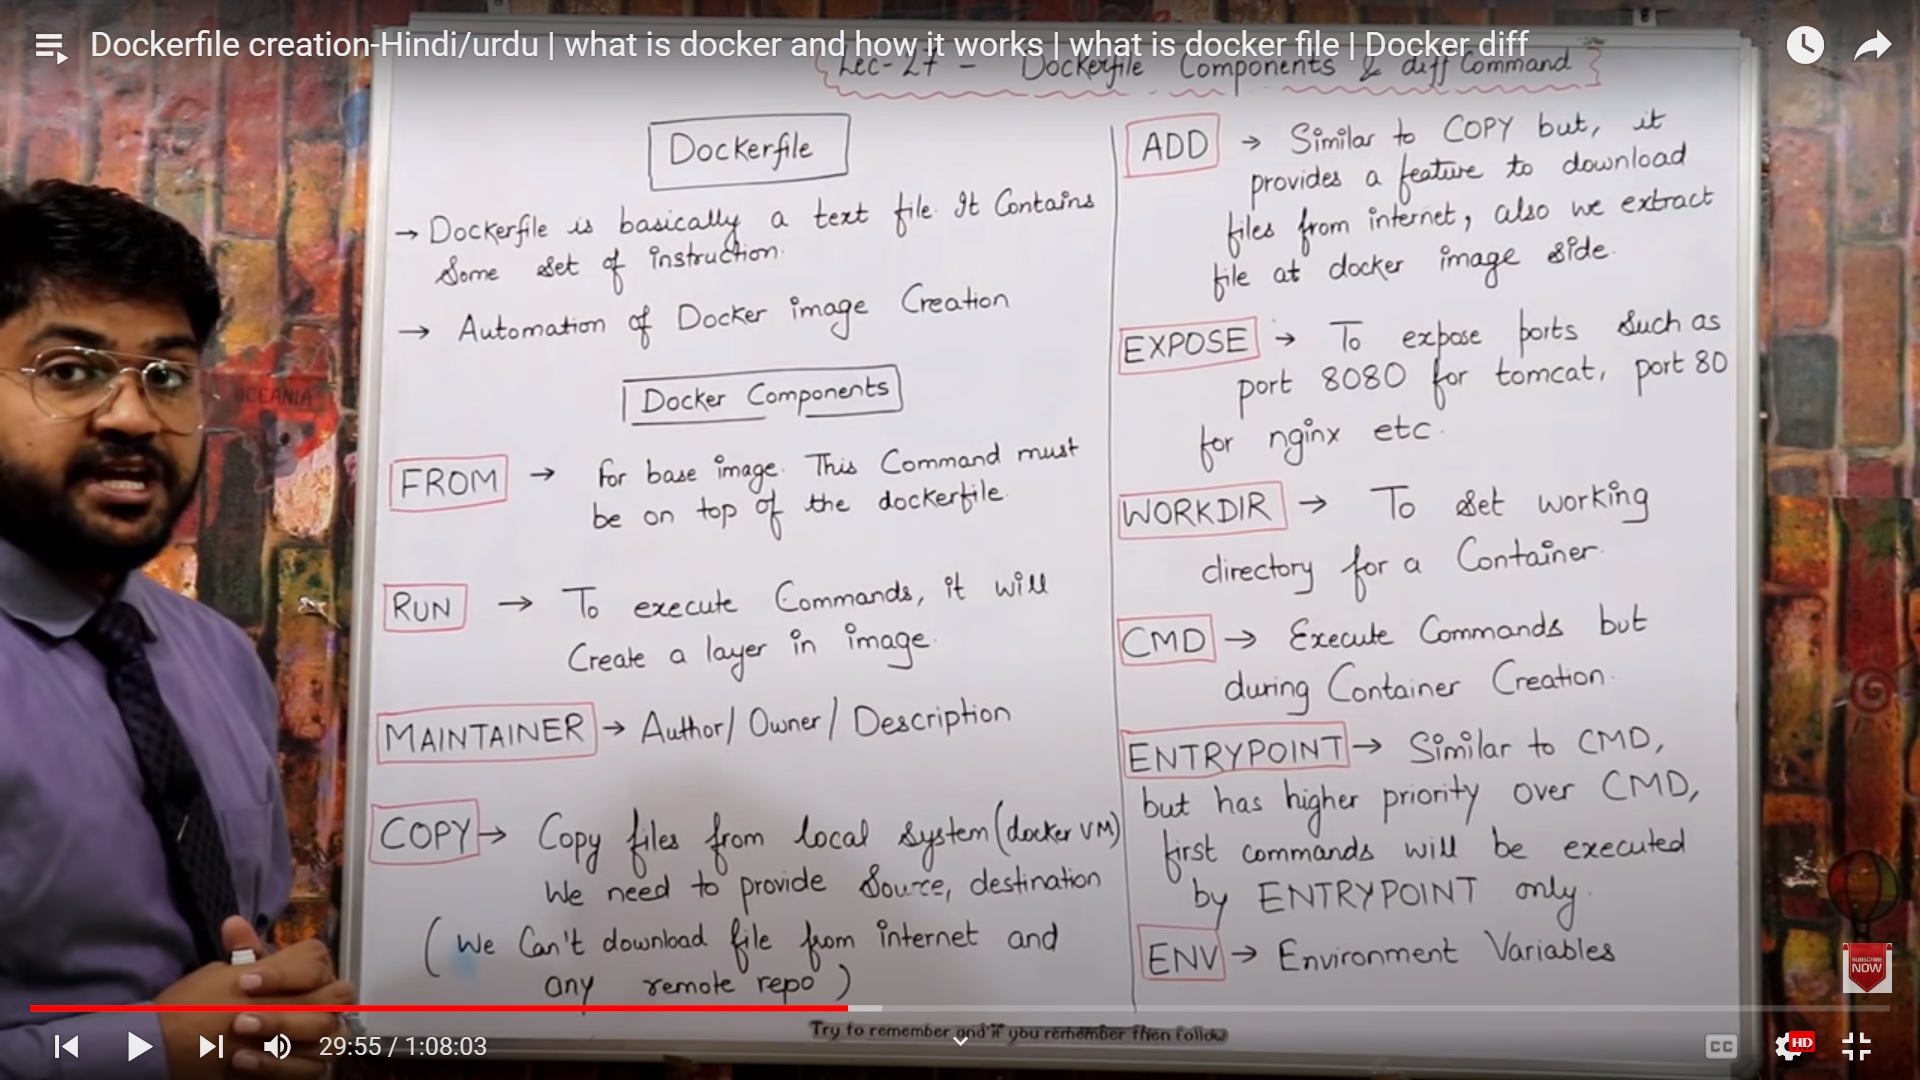 Dockerfile creation-Hindi/urdu | what is docker and how it works | what is docker file | Docker diff
Lec-27 - Dockerfile Components & diff Command
Dockerfile
→ Dockerfile is basically a text file. It Contains
Some set of instruction.
→ Automation of Docker image Creation
Docker Components
FROM → for base image. This Command must
be on top of the dockerfile.
RUN → To execute Commands, it will
Create a layer in image.
MAINTAINER → Author/ Owner/ Description
COPY → Copy files from local system (docker VM)
We need to provide Source, destination
(We Can't download file from internet and
any remote repo)
ADD → Similar to COPY but, it
provides a feature to download
files from internet, also we extract
file at docker image side.
EXPOSE → To expose ports such as
port 8080 for tomcat, port 80
for nginx etc.
WORKDIR → To set working
directory for a Container.
CMD → Execute Commands but
during Container Creation.
ENTRYPOINT → Similar to CMD,
but has higher priority over CMD,
first commands will be executed
by ENTRYPOINT only.
ENV → Environment Variables
OCEANIA
SUBSCRIBE
NOW
Try to remember and if you remember then follow
29:55 / 1:08:03
CC
HD